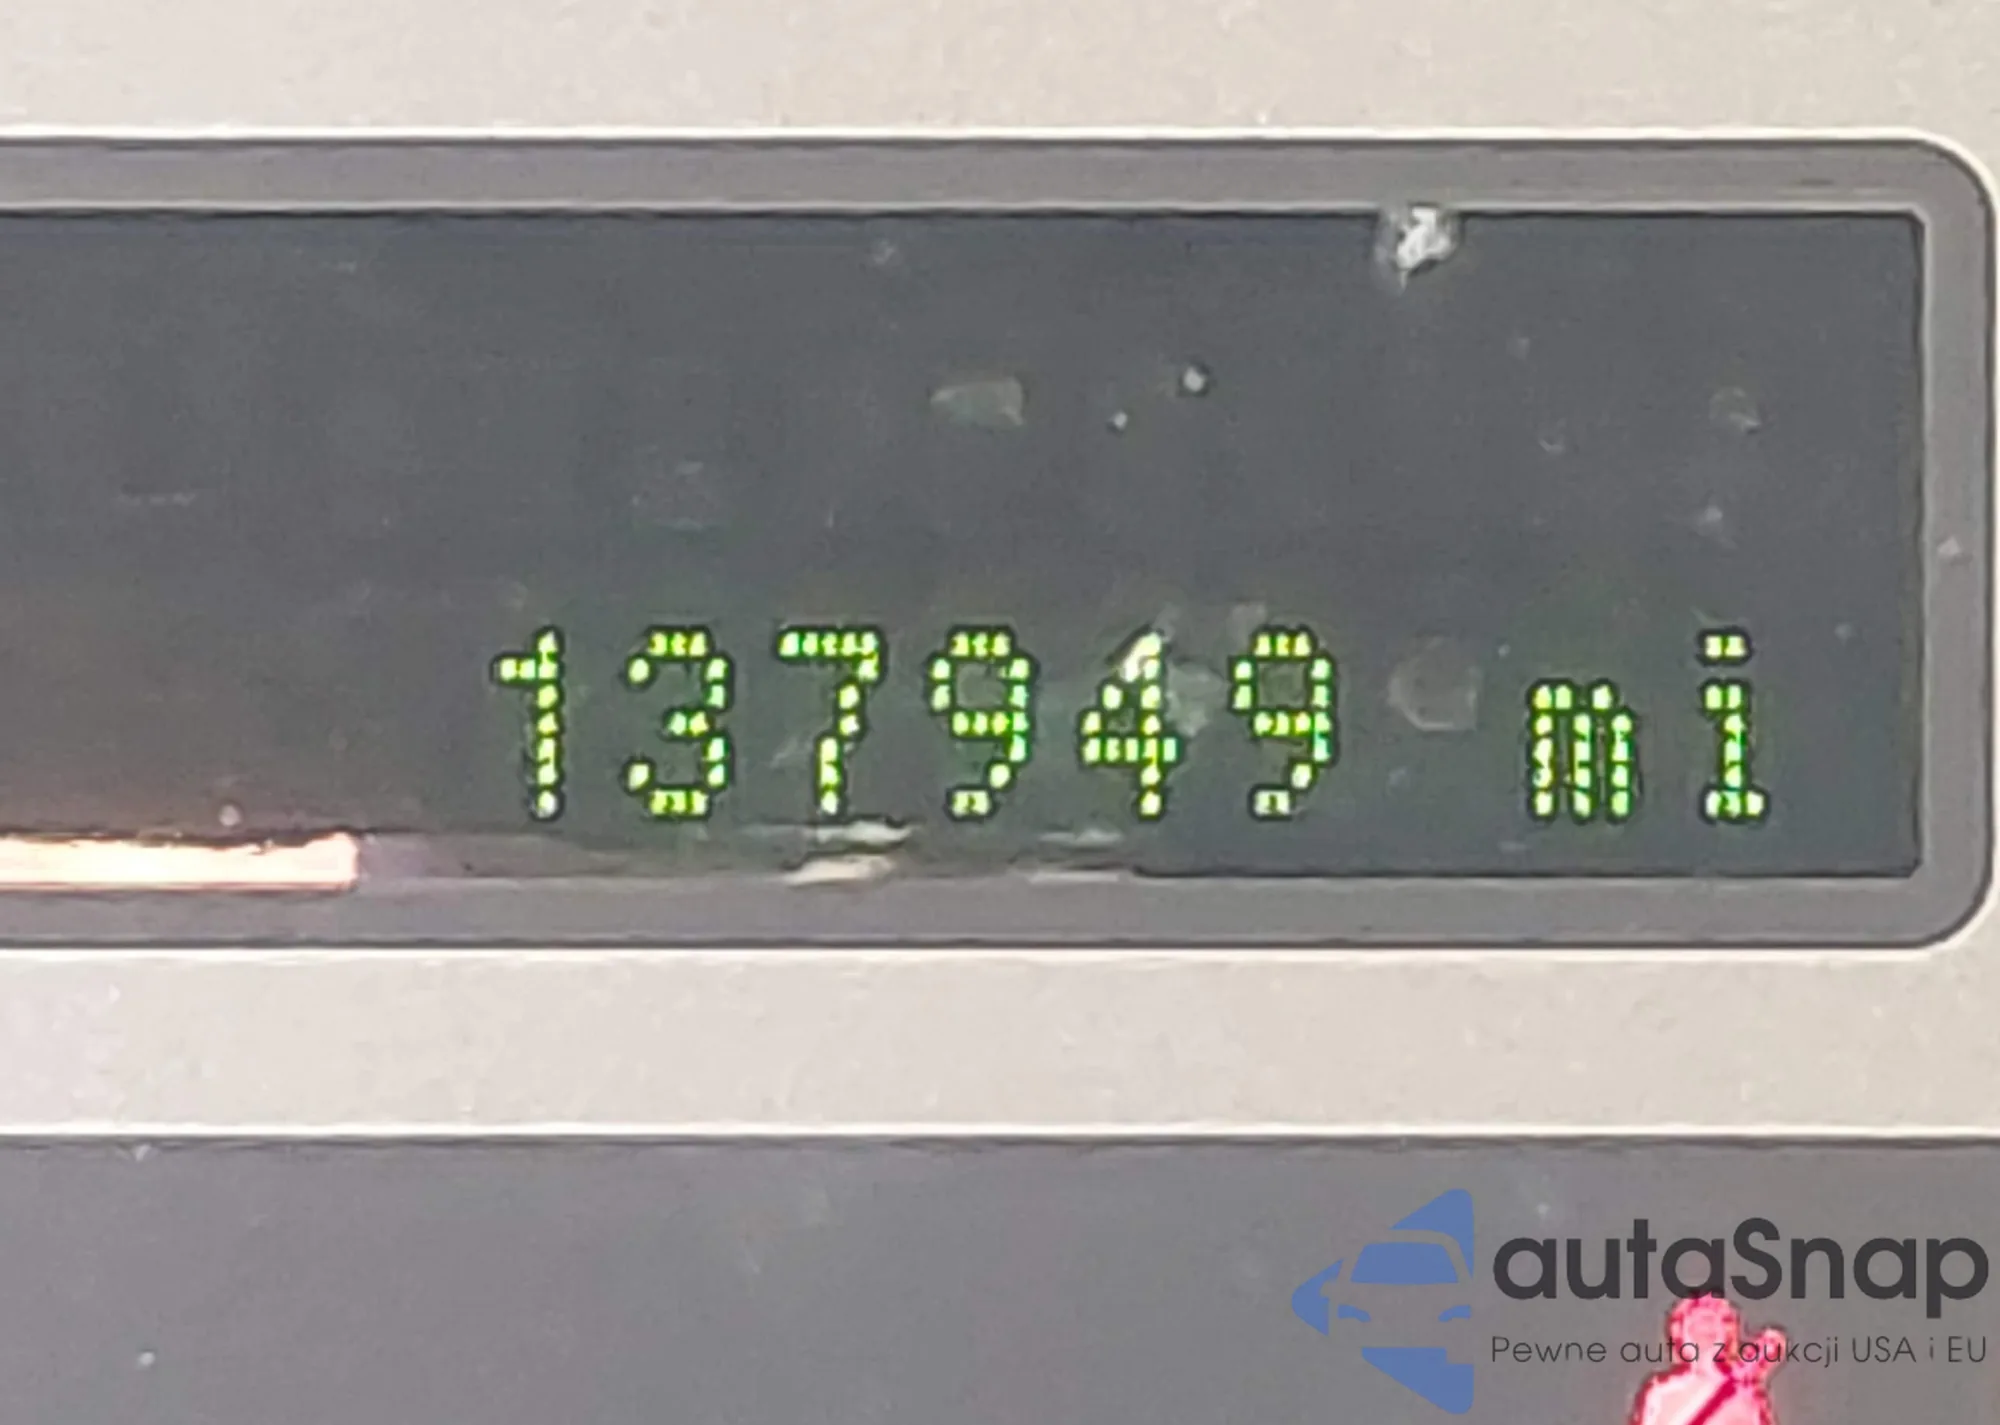 137949 mi
autaSnap
Pewne auta z aukcji USA i EU